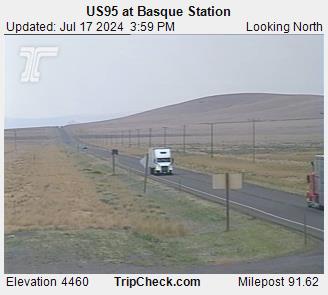 US95 at Basque Station
Updated: Jul 17 2024 3:59 PM Looking North
Elevation 4460 TripCheck.com Milepost 91.62